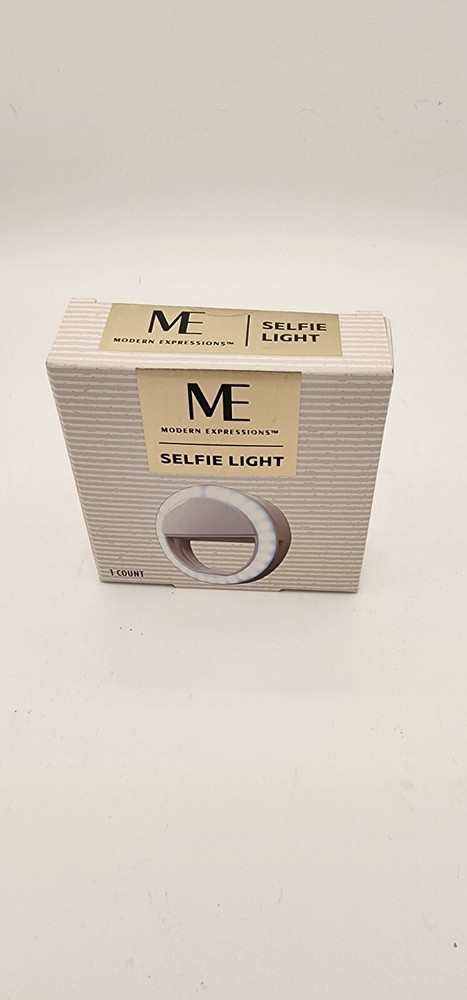 ME
MODERN EXPRESSIONS™
SELFIE
LIGHT
ME
MODERN EXPRESSIONS™
SELFIE LIGHT
1 COUNT